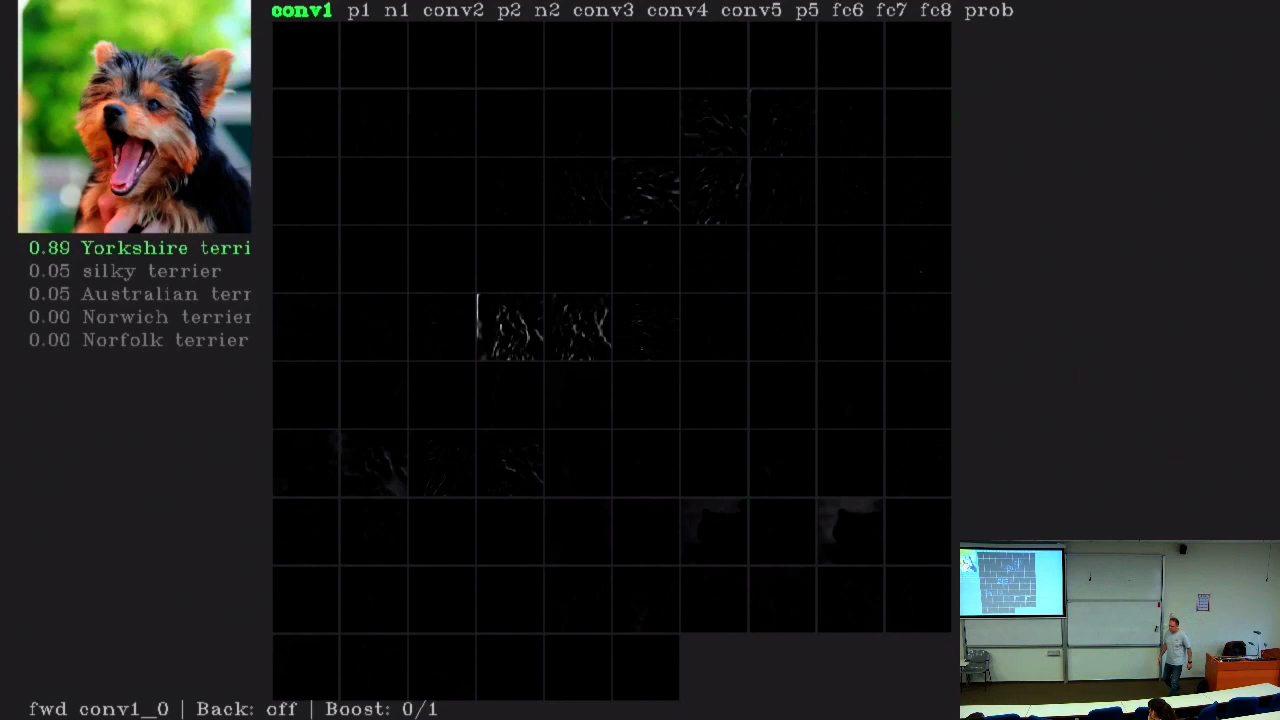 conv1 p1 n1 conv2 p2 n2 conv3 conv4 conv5 p5 fc6 fc7 fc8 prob
0.89 Yorkshire terri
0.05 silky terrier
0.05 Australian terr
0.00 Norwich terrier
0.00 Norfolk terrier
fwd conv1_0 | Back: off | Boost: 0/1